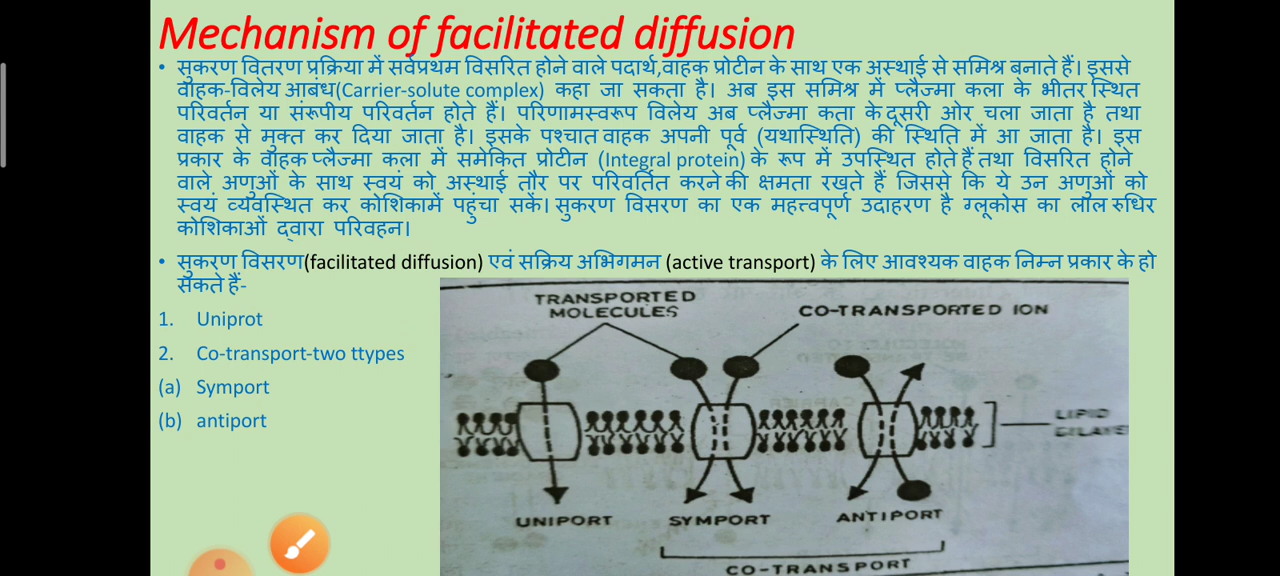 Mechanism of facilitated diffusion
• सुकरण वितरण प्रक्रिया में सर्वप्रथम विसरित होने वाले पदार्थ,वाहक प्रोटीन के साथ एक अस्थाई से समिश्र बनाते हैं। इससे
वाहक-विलेय आबंध(Carrier-solute complex) कहा जा सकता है। अब इस समिश्र में प्लैज्मा कला के भीतर स्थित
परिवर्तन या संरूपीय परिवर्तन होते हैं। परिणामस्वरूप विलेय अब प्लैज्मा कता के दूसरी ओर चला जाता है तथा
वाहक से मुक्त कर दिया जाता है। इसके पश्चात वाहक अपनी पूर्व (यथास्थिति) की स्थिति में आ जाता है। इस
प्रकार के वाहक प्लैज्मा कला में समेकित प्रोटीन (Integral protein) के रूप में उपस्थित होते हैं तथा विसरित होने
वाले अणुओं के साथ स्वयं को अस्थाई तौर पर परिवर्तित करने की क्षमता रखते हैं जिससे कि ये उन अणुओं को
स्वयं व्यवस्थित कर कोशिकामें पहुंचा सकें। सुकरण विसरण का एक महत्त्वपूर्ण उदाहरण है ग्लूकोस का लाल रुधिर
कोशिकाओं द्वारा परिवहन।
• सुकरण विसरण(facilitated diffusion) एवं सक्रिय अभिगमन (active transport) के लिए आवश्यक वाहक निम्न प्रकार के हो
सकते हैं-
1. Uniprot
2. Co-transport-two ttypes
(a) Symport
(b) antiport
TRANSPORTED
MOLECULES
CO-TRANSPORTED ION
LIPID
BILAYE
UNIPORT
SYMPORT
ANTIPORT
CO-TRANSPORT